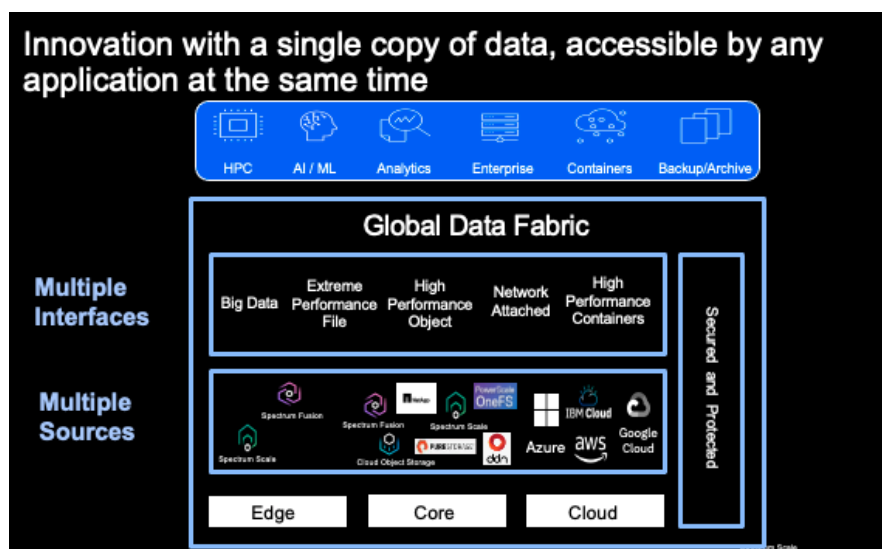 Innovation with a single copy of data, accessible by any
application at the same time
HPC
AI / ML
Analytics
Enterprise
Containers
Backup/Archive
Global Data Fabric
Multiple
Interfaces
Big Data
Extreme
Performance
File
High
Performance
Object
Network
Attached
High
Performance
Containers
Secured and Protected
Multiple
Sources
Spectrum Fusion
Spectrum Scale
Spectrum Fusion
NetApp
Spectrum Scale
PowerScale
OneFS
Cloud Object Storage
PURESTORAGE
ddn
Azure
IBM Cloud
aws
Google
Cloud
Edge
Core
Cloud
Scale